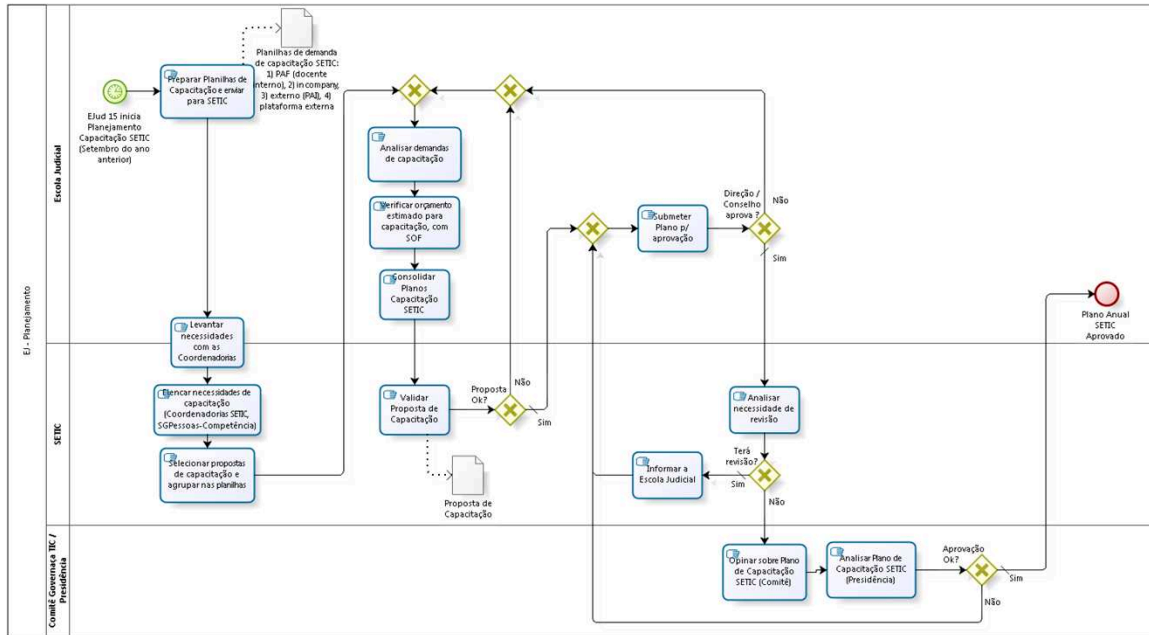 EJ - Planejamento
Escola Judicial
EJud 15 inicia
Planejamento
Capacitação SETIC
(Setembro do ano
anterior)
Preparar Planilhas de
Capacitação e enviar
para SETIC
Planilhas de demanda
de capacitação SETIC:
1) PAF (docente
interno), 2) incompany,
3) externo (PAI), 4)
plataforma externa
Analisar demandas
de capacitação
Verificar orçamento
estimado para
capacitação, com
SOF
Consolidar
Planos
Capacitação
SETIC
Submeter
Plano p/
aprovação
Direção /
Conselho
aprova ?
Não
Sim
Plano Anual
SETIC
Aprovado
Levantar
necessidades
com as
Coordenadorias
SETIC
Elencar necessidades de
capacitação
(Coordenadorias SETIC,
SGPessoas-Competência)
Selecionar propostas
de capacitação e
agrupar nas planilhas
Validar
Proposta de
Capacitação
Proposta
Ok?
Não
Sim
Proposta de
Capacitação
Analisar
necessidade de
revisão
Terá
revisão?
Sim
Não
Informar a
Escola Judicial
Comitê Governaça TIC /
Presidência
Opinar sobre Plano
de Capacitação
SETIC (Comitê)
Analisar Plano de
Capacitação SETIC
(Presidência)
Aprovação
Ok?
Sim
Não